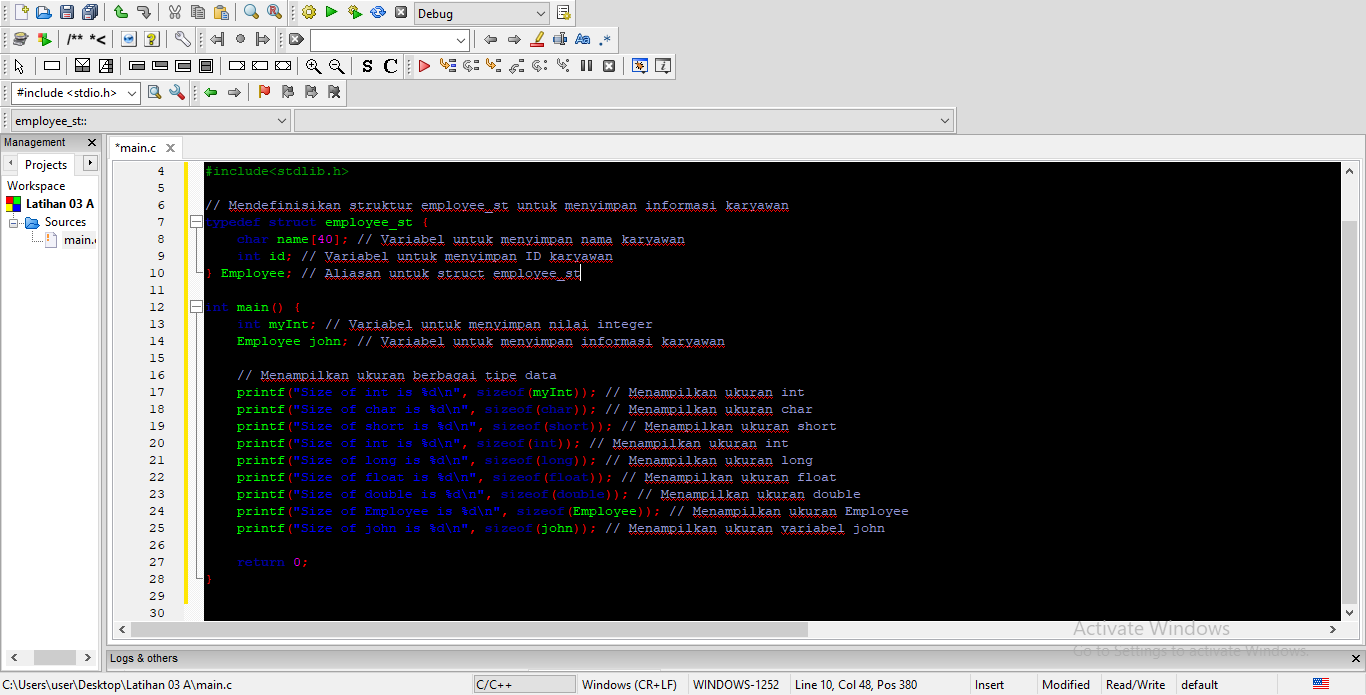 Debug
/** *<
Aa .*
S C
#include <stdio.h>
employee_st::
Management
*main.c
Projects
Workspace
Latihan 03 A
Sources
main.
4 #include<stdlib.h>
5
6 // Mendefinisikan struktur employee_st untuk menyimpan informasi karyawan
7 typedef struct employee_st {
8 char name[40]; // Variabel untuk menyimpan nama karyawan
9 int id; // Variabel untuk menyimpan ID karyawan
10 } Employee; // Aliasan untuk struct employee_st
11
12 int main() {
13 int myInt; // Variabel untuk menyimpan nilai integer
14 Employee john; // Variabel untuk menyimpan informasi karyawan
15
16 // Menampilkan ukuran berbagai tipe data
17 printf("Size of int is %d\n", sizeof(myInt)); // Menampilkan ukuran int
18 printf("Size of char is %d\n", sizeof(char)); // Menampilkan ukuran char
19 printf("Size of short is %d\n", sizeof(short)); // Menampilkan ukuran short
20 printf("Size of int is %d\n", sizeof(int)); // Menampilkan ukuran int
21 printf("Size of long is %d\n", sizeof(long)); // Menampilkan ukuran long
22 printf("Size of float is %d\n", sizeof(float)); // Menampilkan ukuran float
23 printf("Size of double is %d\n", sizeof(double)); // Menampilkan ukuran double
24 printf("Size of Employee is %d\n", sizeof(Employee)); // Menampilkan ukuran Employee
25 printf("Size of john is %d\n", sizeof(john)); // Menampilkan ukuran variabel john
26
27 return 0;
28 }
29
30
Activate Windows
Go to Settings to activate Windows.
Logs & others
C:\Users\user\Desktop\Latihan 03 A\main.c
C/C++
Windows (CR+LF)
WINDOWS-1252
Line 10, Col 48, Pos 380
Insert
Modified
Read/Write
default